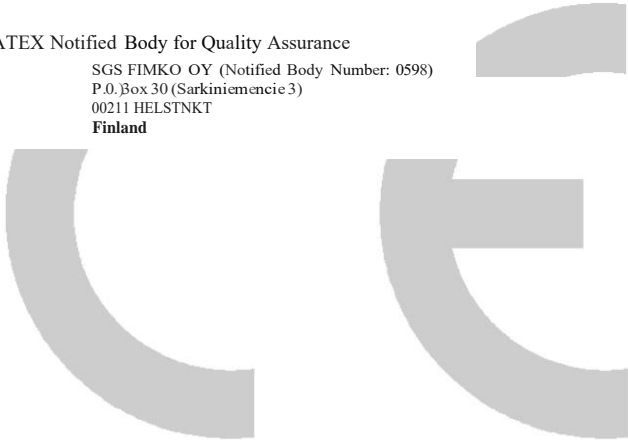 ATEX Notified Body for Quality Assurance
SGS FIMKO OY (Notified Body Number: 0598)
P.0.)3ox 30 (Sarkiniemencie 3)
00211 HELSTNKT
Finland